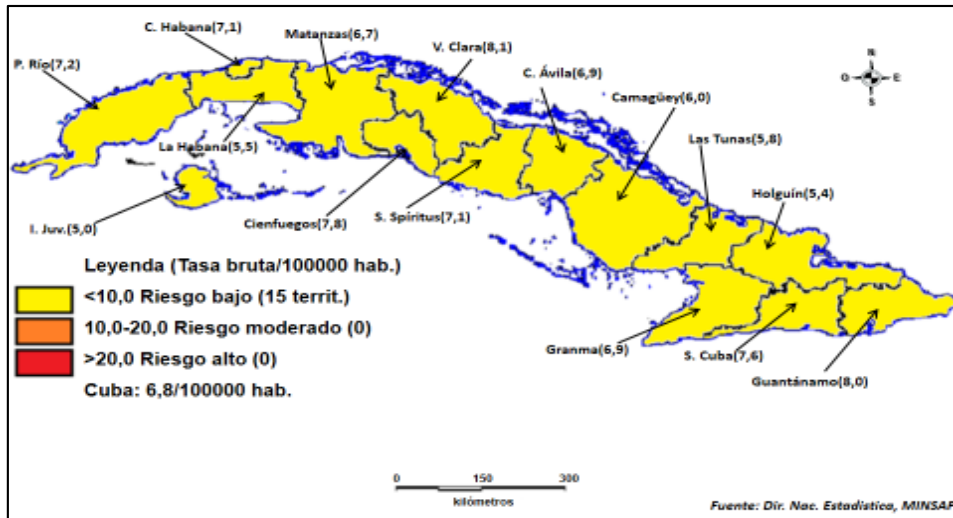 C. Habana(7,1)
Matanzas(6,7)
V. Clara(8,1)
P. Río(7,2)
C. Ávila(6,9)
Camagüey(6,0)
N
O
E
S
La Habana(5,5)
Las Tunas(5,8)
Holguín(5,4)
I. Juv.(5,0)
Cienfuegos(7,8)
S. Spíritus(7,1)
Leyenda (Tasa bruta/100000 hab.)
<10,0 Riesgo bajo (15 territ.)
10,0-20,0 Riesgo moderado (0)
>20,0 Riesgo alto (0)
Cuba: 6,8/100000 hab.
Granma(6,9)
S. Cuba(7,6)
Guantánamo(8,0)
0 150 300
kilómetros
Fuente: Dir. Nac. Estadística, MINSAP